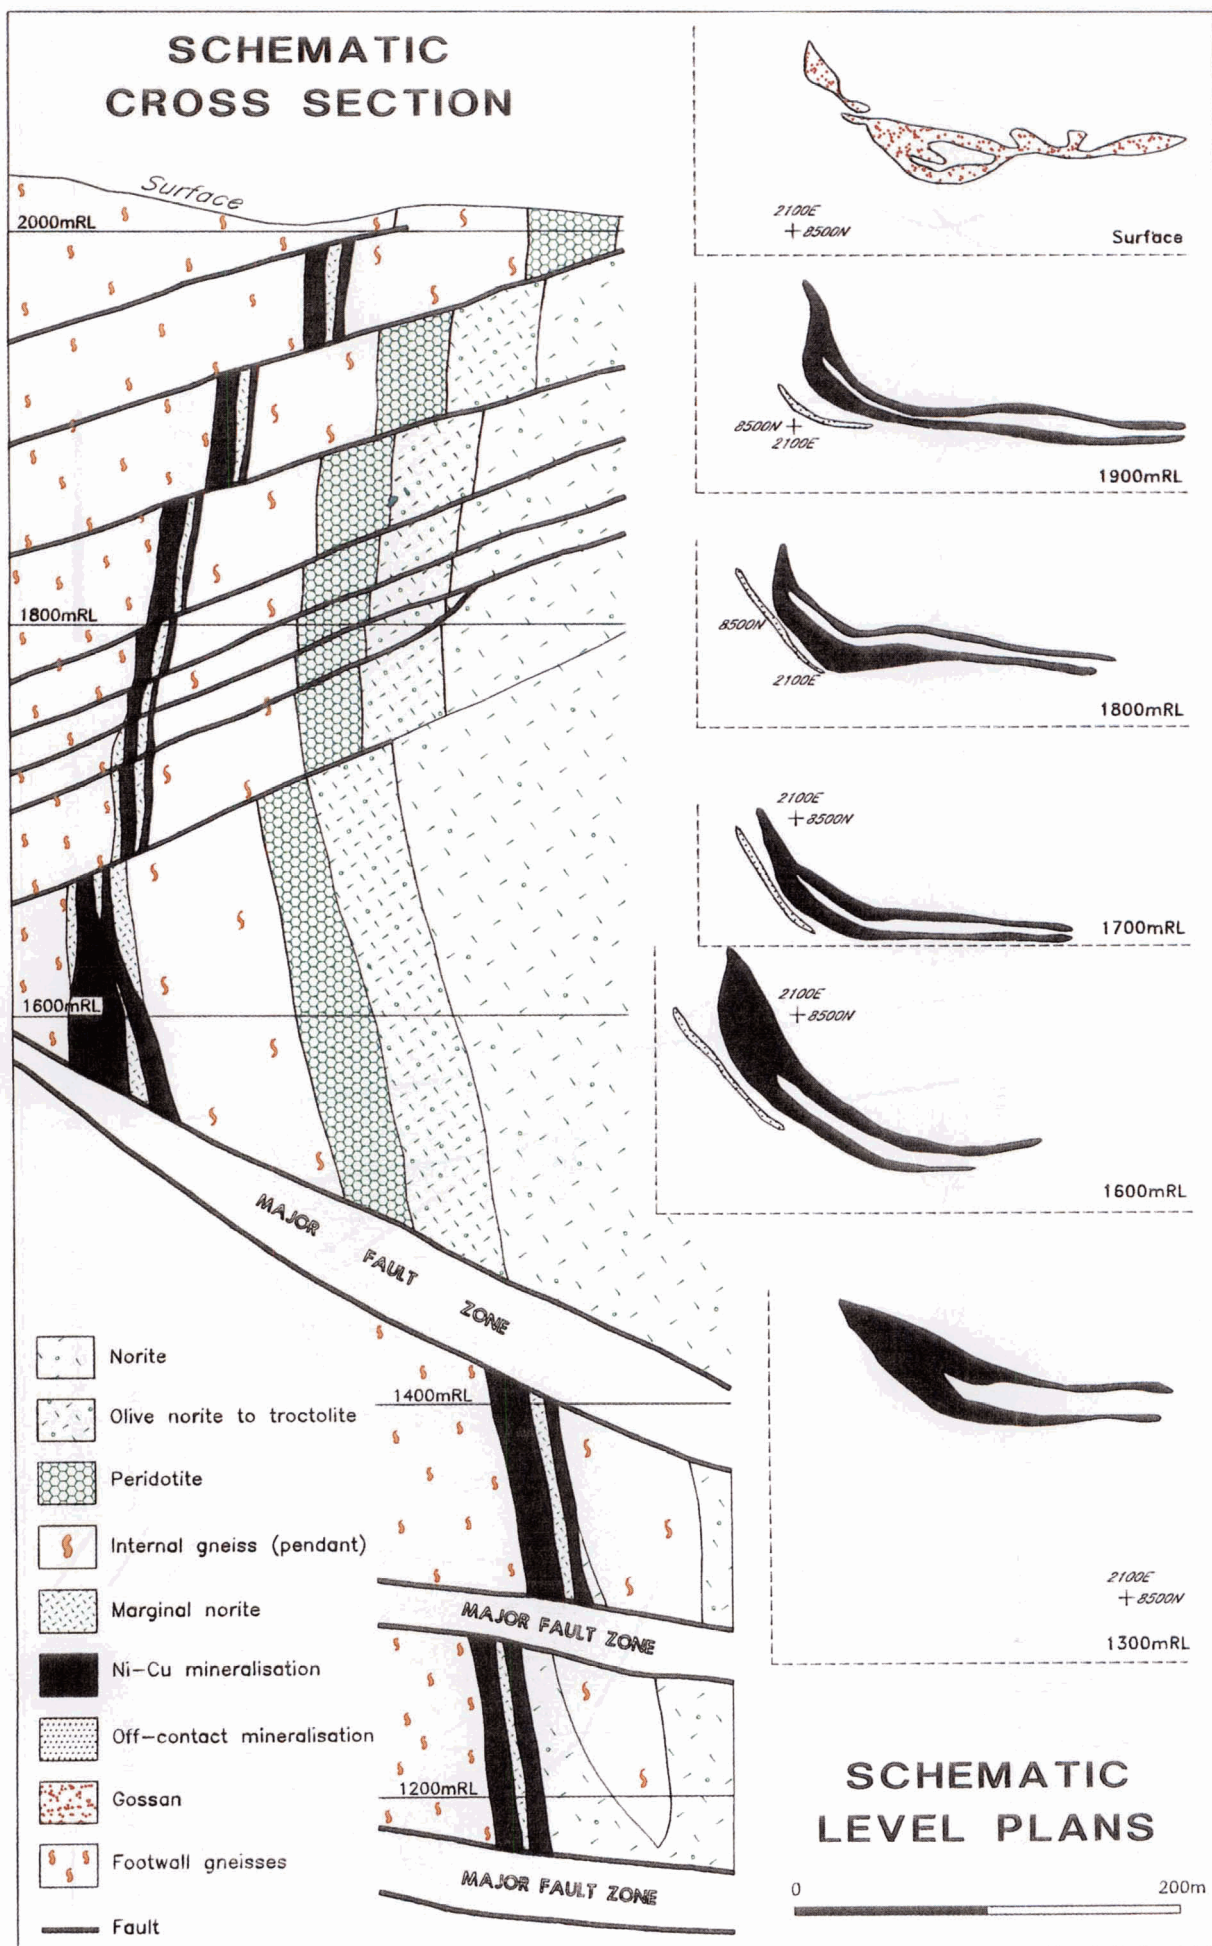 SCHEMATIC
CROSS SECTION
Surface
2000mRL
1800mRL
1600mRL
MAJOR FAULT ZONE
1400mRL
MAJOR FAULT ZONE
1200mRL
MAJOR FAULT ZONE
Norite
Olive norite to troctolite
Peridotite
Internal gneiss (pendant)
Marginal norite
Ni-Cu mineralisation
Off-contact mineralisation
Gossan
Footwall gneisses
Fault
2100E
+8500N
Surface
8500N +
2100E
1900mRL
8500N
2100E
1800mRL
2100E
+8500N
1700mRL
2100E
+8500N
1600mRL
2100E
+8500N
1300mRL
SCHEMATIC
LEVEL PLANS
0 200m